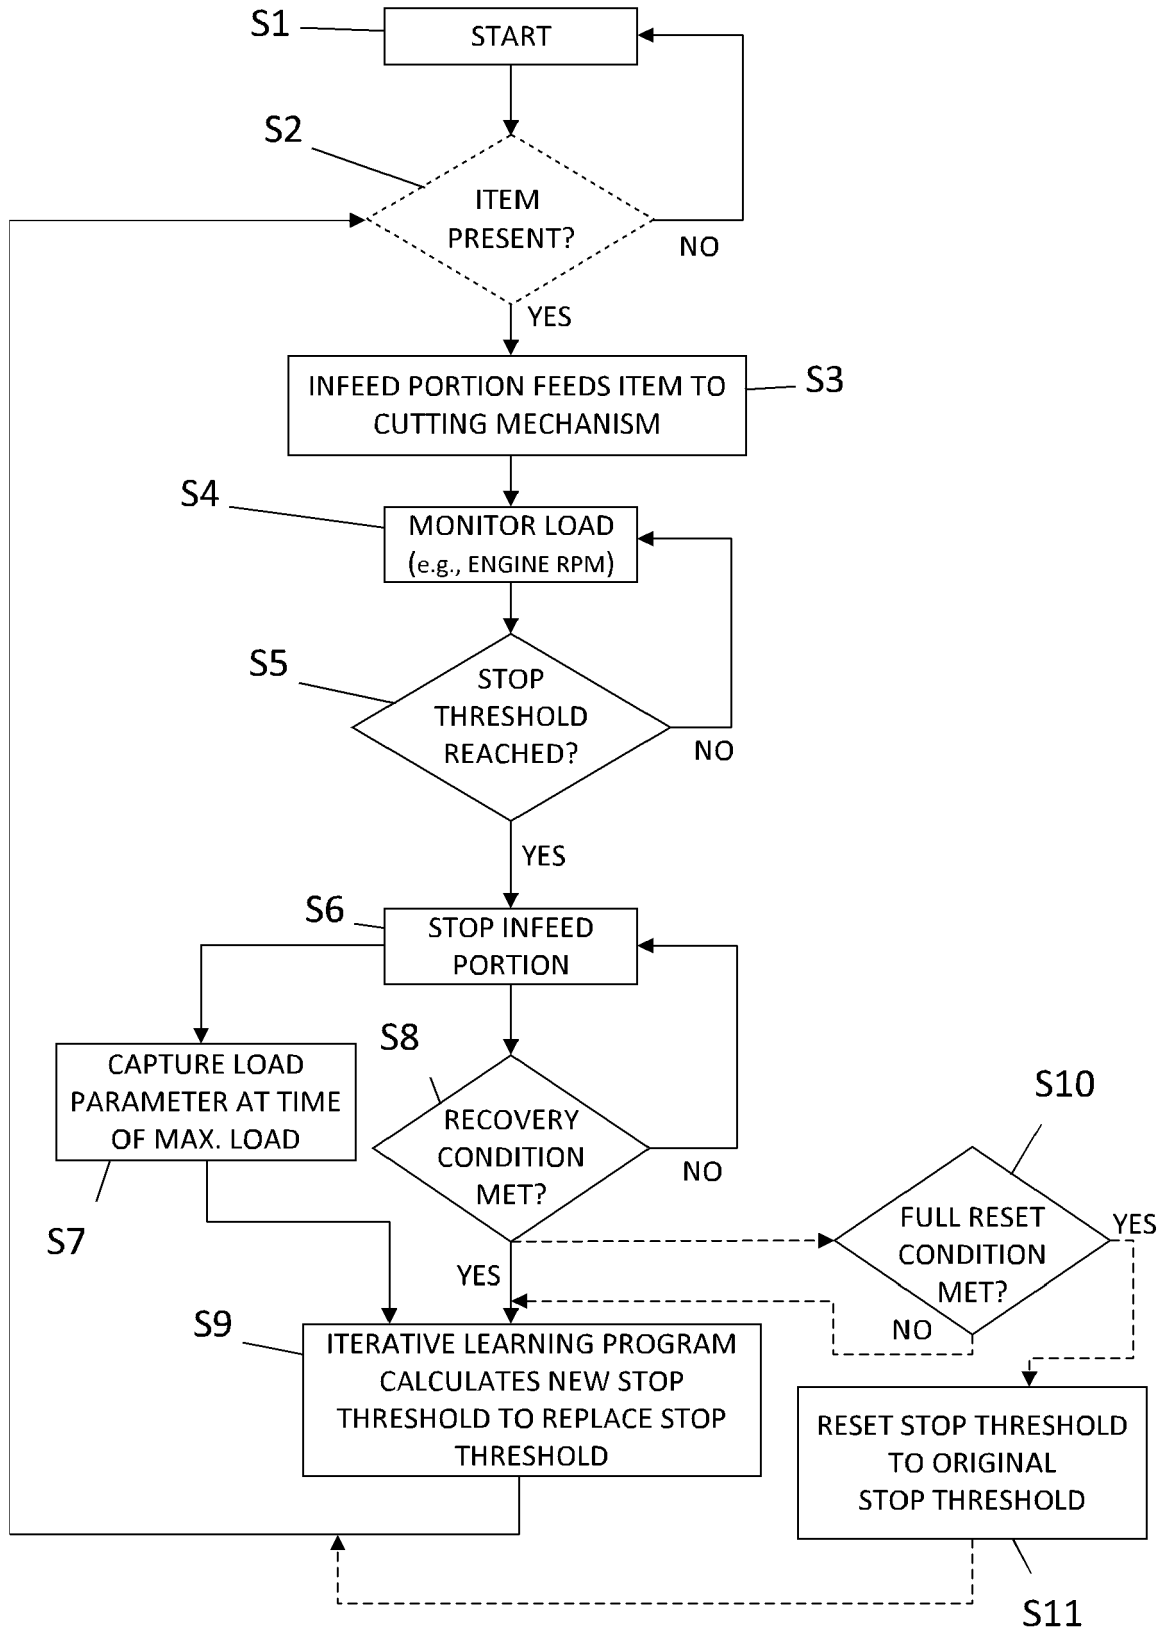 S1
START
S2
ITEM
PRESENT?
NO
YES
INFEED PORTION FEEDS ITEM TO
CUTTING MECHANISM
S3
S4
MONITOR LOAD
(e.g., ENGINE RPM)
S5
STOP
THRESHOLD
REACHED?
NO
YES
S6
STOP INFEED
PORTION
S8
CAPTURE LOAD
PARAMETER AT TIME
OF MAX. LOAD
S7
RECOVERY
CONDITION
MET?
NO
YES
S10
FULL RESET
CONDITION
MET?
YES
NO
S9
ITERATIVE LEARNING PROGRAM
CALCULATES NEW STOP
THRESHOLD TO REPLACE STOP
THRESHOLD
RESET STOP THRESHOLD
TO ORIGINAL
STOP THRESHOLD
S11